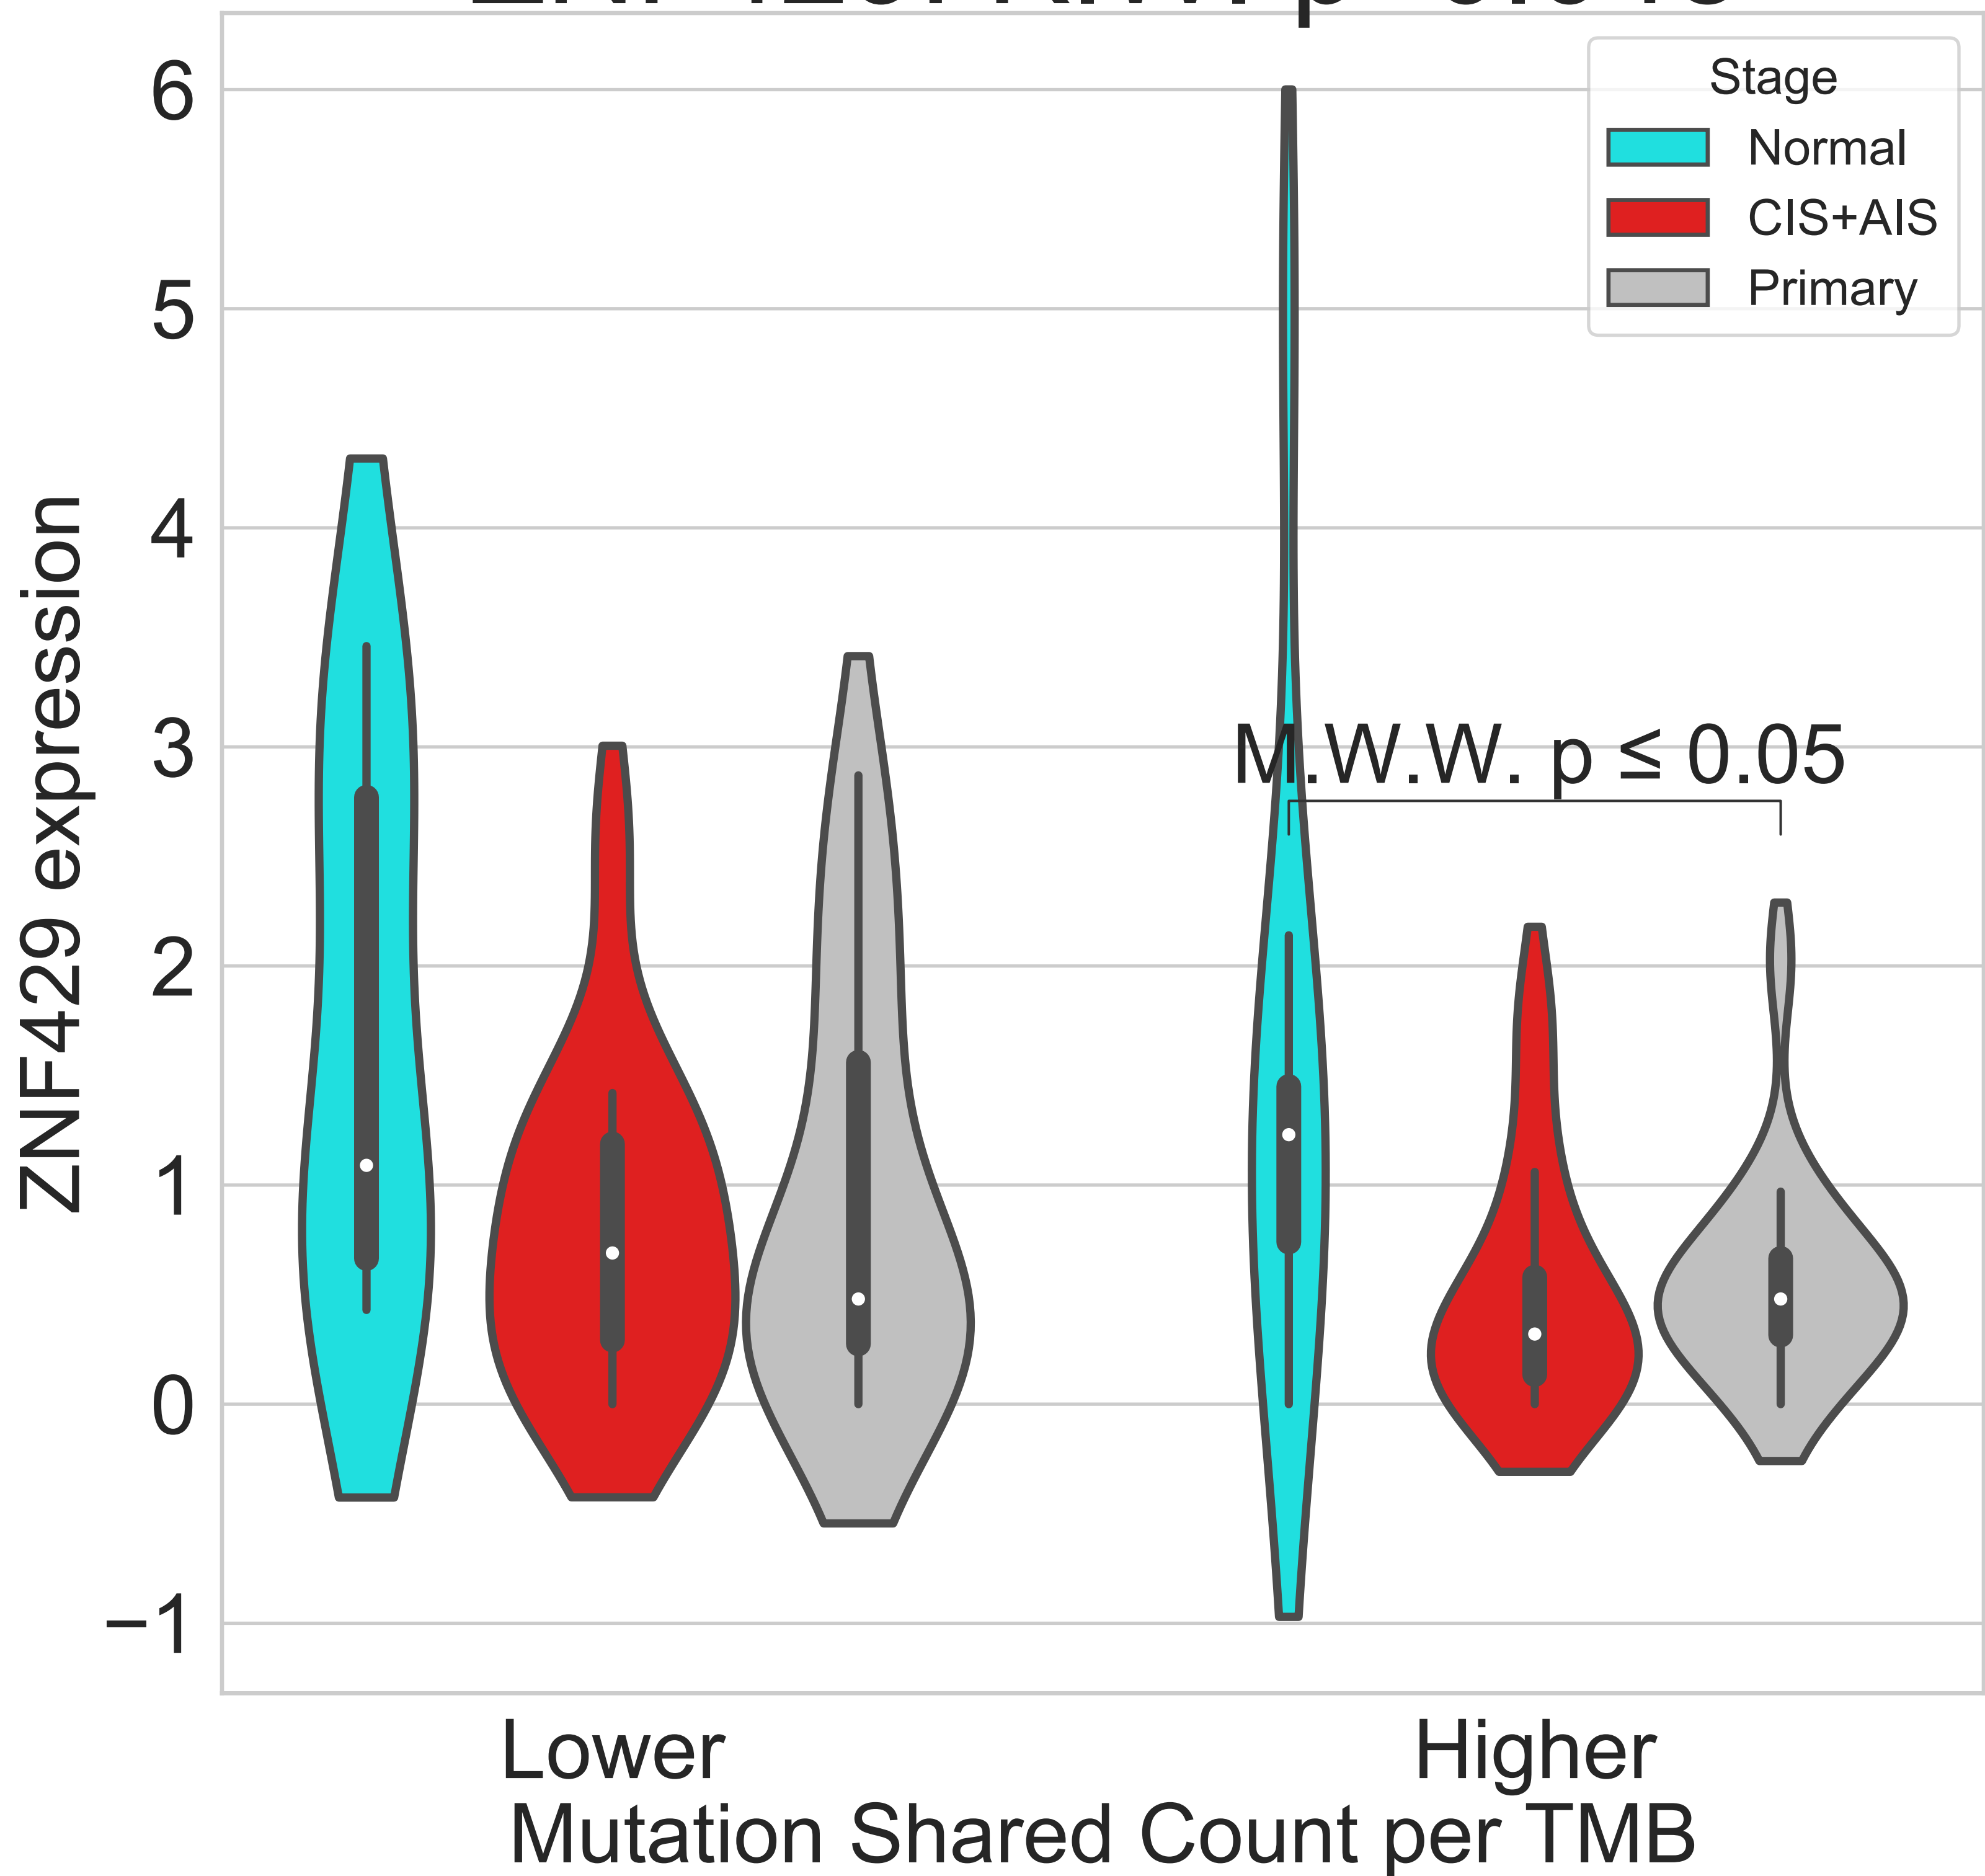 Stage
Normal
CIS+AIS
Primary
6
5
4
3
2
1
0
−1
ZNF429 expression
M.W.W. p ≤ 0.05
Lower
Higher
Mutation Shared Count per TMB